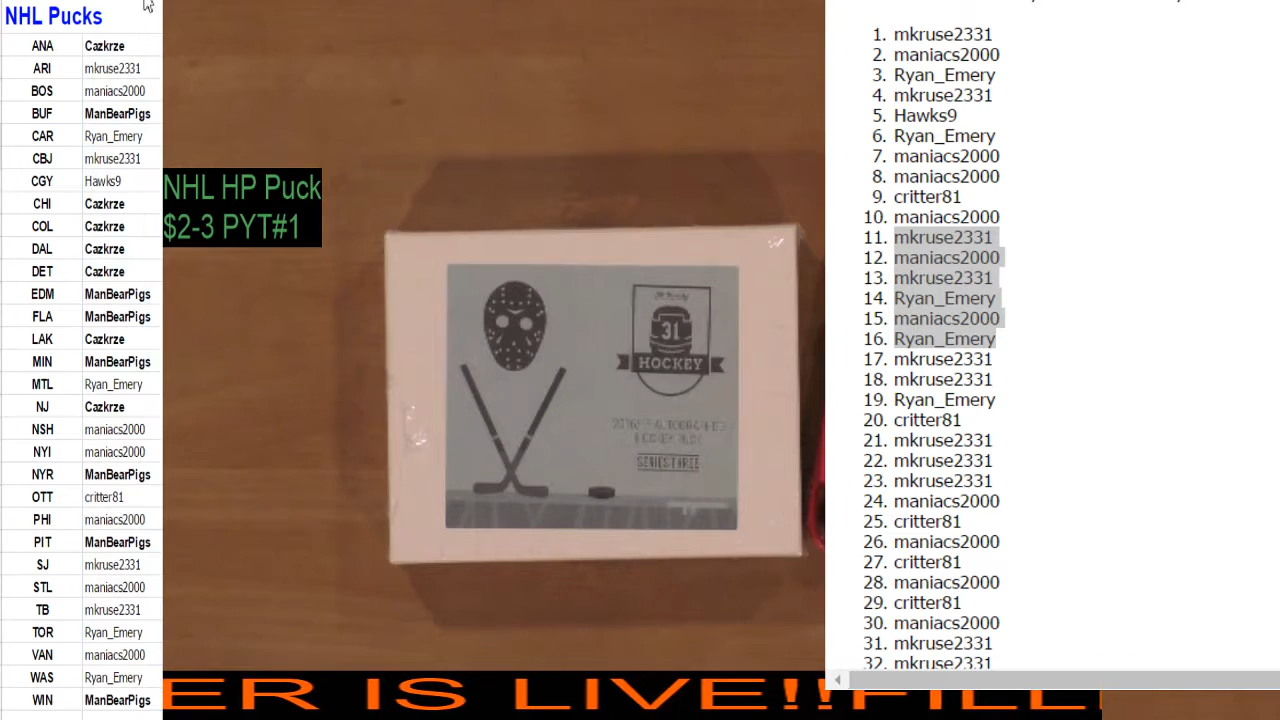 NHL Pucks
ANA Cazkrze
ARI mkruse2331
BOS maniacs2000
BUF ManBearPigs
CAR Ryan_Emery
CBJ mkruse2331
CGY Hawks9
CHI Cazkrze
COL Cazkrze
DAL Cazkrze
DET Cazkrze
EDM ManBearPigs
FLA ManBearPigs
LAK Cazkrze
MIN ManBearPigs
MTL Ryan_Emery
NJ Cazkrze
NSH maniacs2000
NYI maniacs2000
NYR ManBearPigs
OTT critter81
PHI maniacs2000
PIT ManBearPigs
SJ mkruse2331
STL maniacs2000
TB mkruse2331
TOR Ryan_Emery
VAN maniacs2000
WAS Ryan_Emery
WIN ManBearPigs
NHL HP Puck
$2-3 PYT#1
31
HOCKEY
AUTOGRAPHED
HOCKEY PUCK
SERIES THREE
1. mkruse2331
2. maniacs2000
3. Ryan_Emery
4. mkruse2331
5. Hawks9
6. Ryan_Emery
7. maniacs2000
8. maniacs2000
9. critter81
10. maniacs2000
11. mkruse2331
12. maniacs2000
13. mkruse2331
14. Ryan_Emery
15. maniacs2000
16. Ryan_Emery
17. mkruse2331
18. mkruse2331
19. Ryan_Emery
20. critter81
21. mkruse2331
22. mkruse2331
23. mkruse2331
24. maniacs2000
25. critter81
26. maniacs2000
27. critter81
28. maniacs2000
29. critter81
30. maniacs2000
31. mkruse2331
32. mkruse2331
ER IS LIVE!!FILL